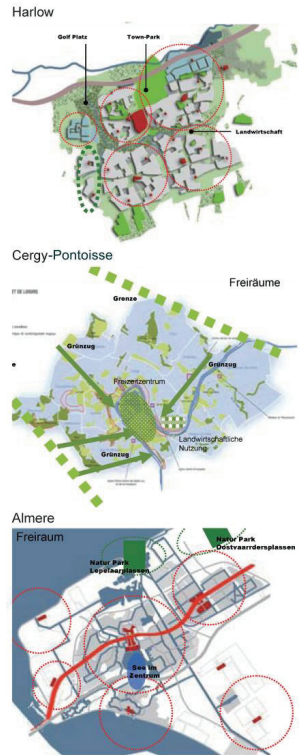 Harlow
Golf Platz
Town-Park
Landwirtschaft
Cergy-Pontoisse
Freiräume
Grenze
Grünzug
Grünzug
Freizeitzentrum
Landwirtschaftliche
Nutzung
Grünzug
Almere
Freiraum
Natur Park
Lepelaarplassen
Natur Park
Oostvaardersplassen
See im
Zentrum